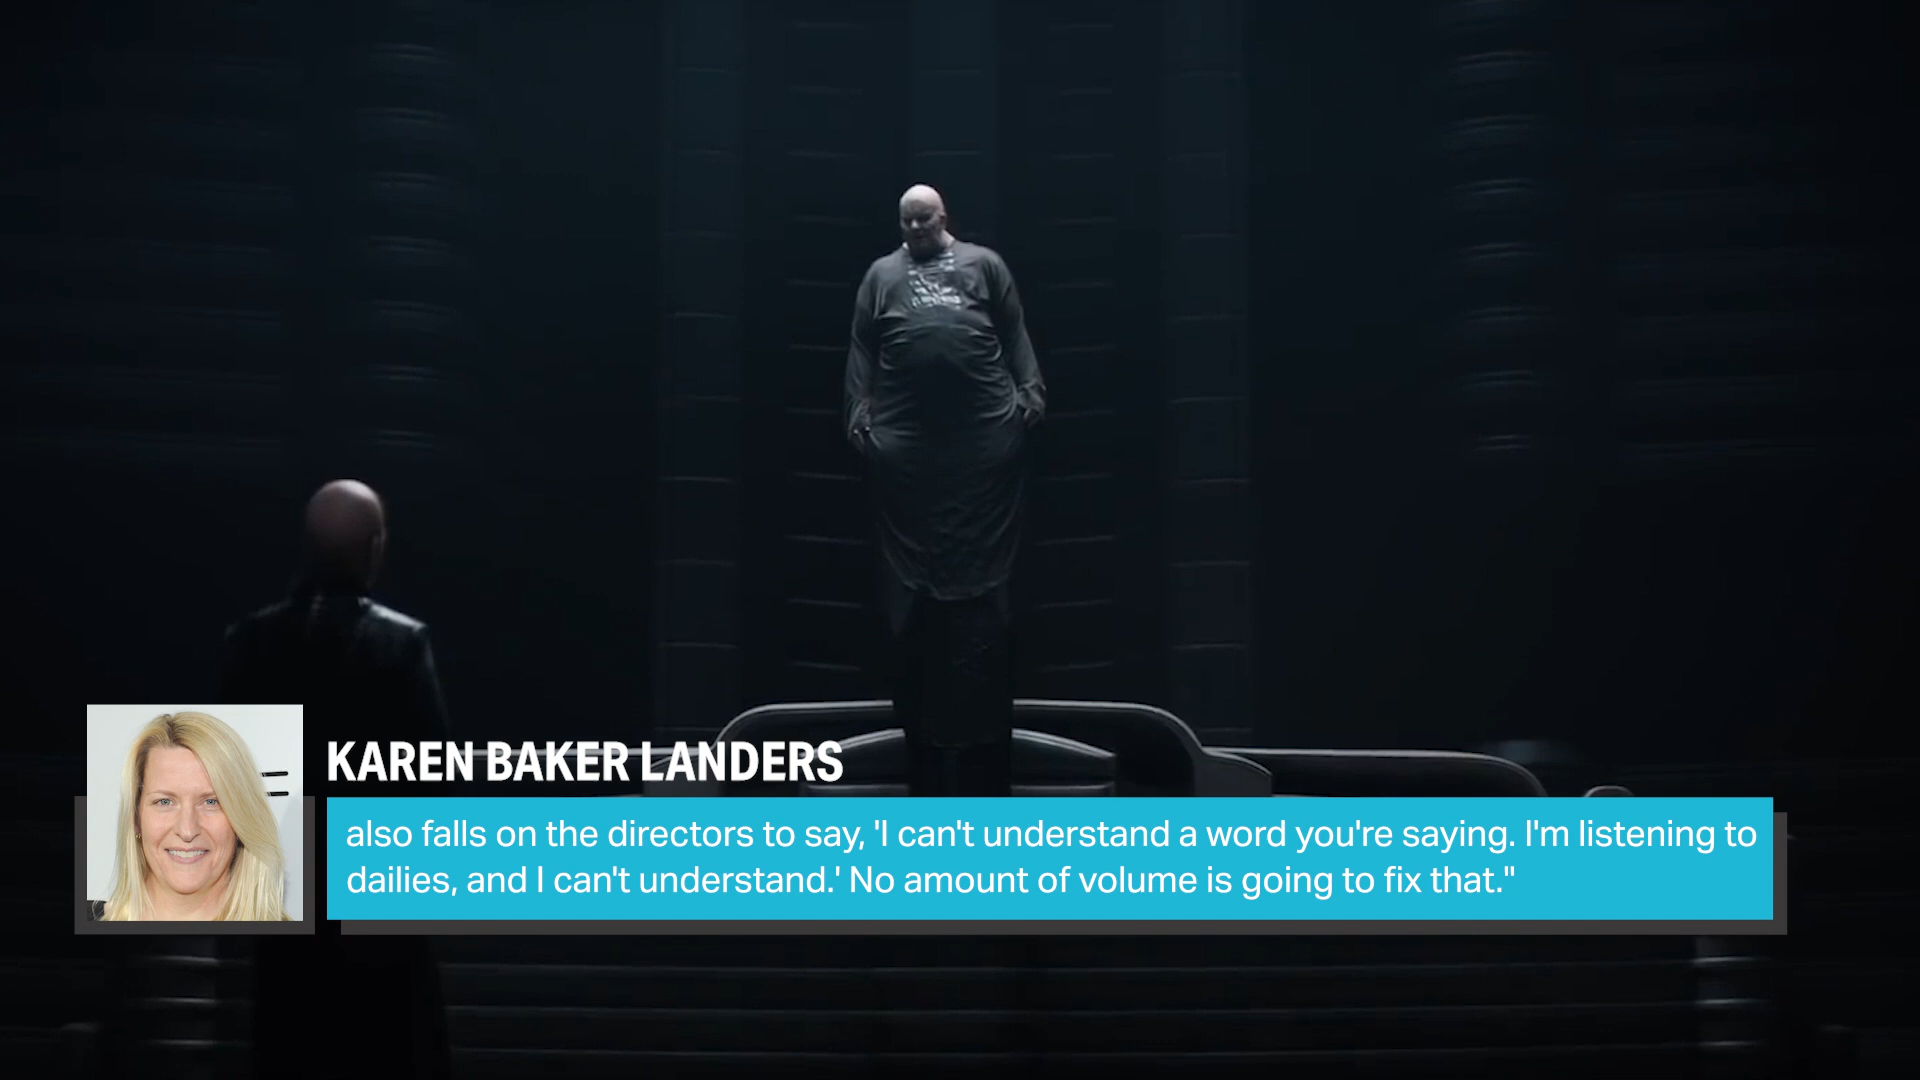 KAREN BAKER LANDERS
also falls on the directors to say, 'I can't understand a word you're saying. I'm listening to
dailies, and I can't understand.' No amount of volume is going to fix that."